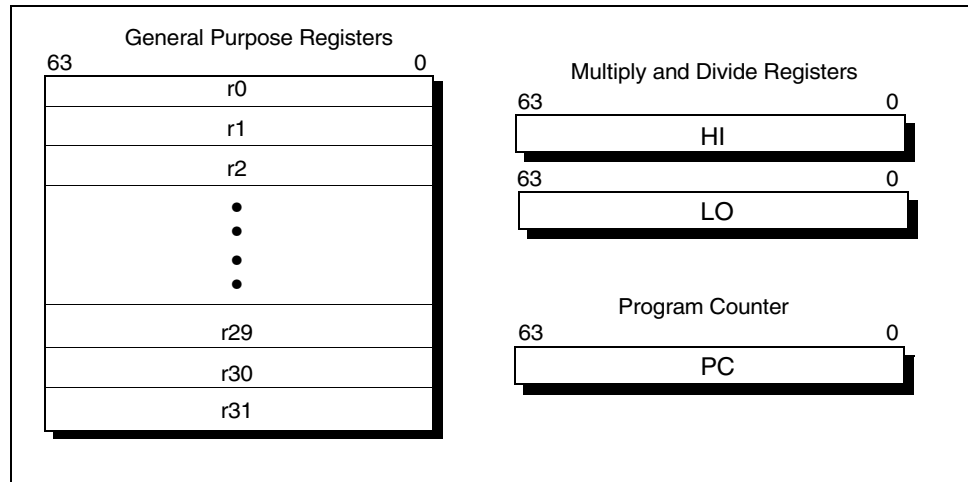 General Purpose Registers
63 0
r0
r1
r2
r29
r30
r31
Multiply and Divide Registers
63 0
HI
63 0
LO
Program Counter
63 0
PC